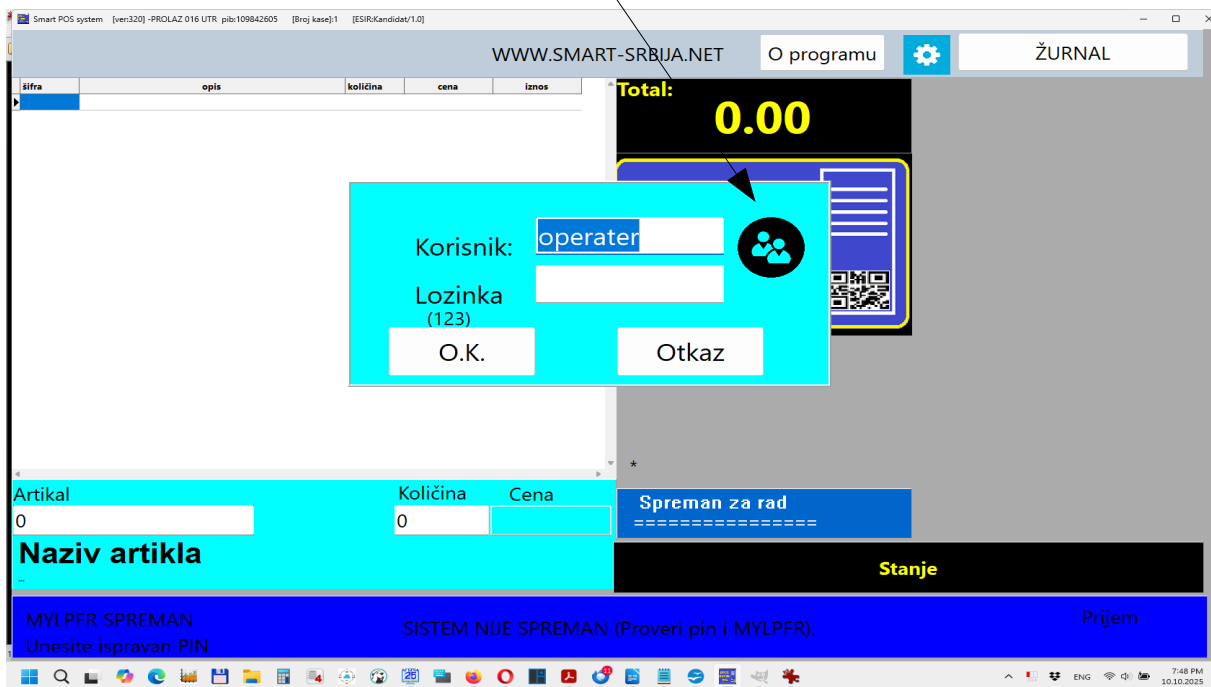 Smart POS system [ver:320] -PROLAZ 016 UTR pib:109842605 [Broj kase]:1 [ESIR:Kandidat/1.0]
WWW.SMART-SRBIJA.NET
O programu
ŽURNAL
šifra opis količina cena iznos
Total:
0.00
Korisnik: operater
Lozinka
(123)
O.K. Otkaz
*
Artikal Količina Cena
0 0
Spreman za rad
=================
Naziv artikla
...
Stanje
MYLPFR SPREMAN
Unesite ispravan PIN
SISTEM NIJE SPREMAN (Proveri pin i MYLPFR).
Prijem
ENG
7:48 PM
10.10.2025